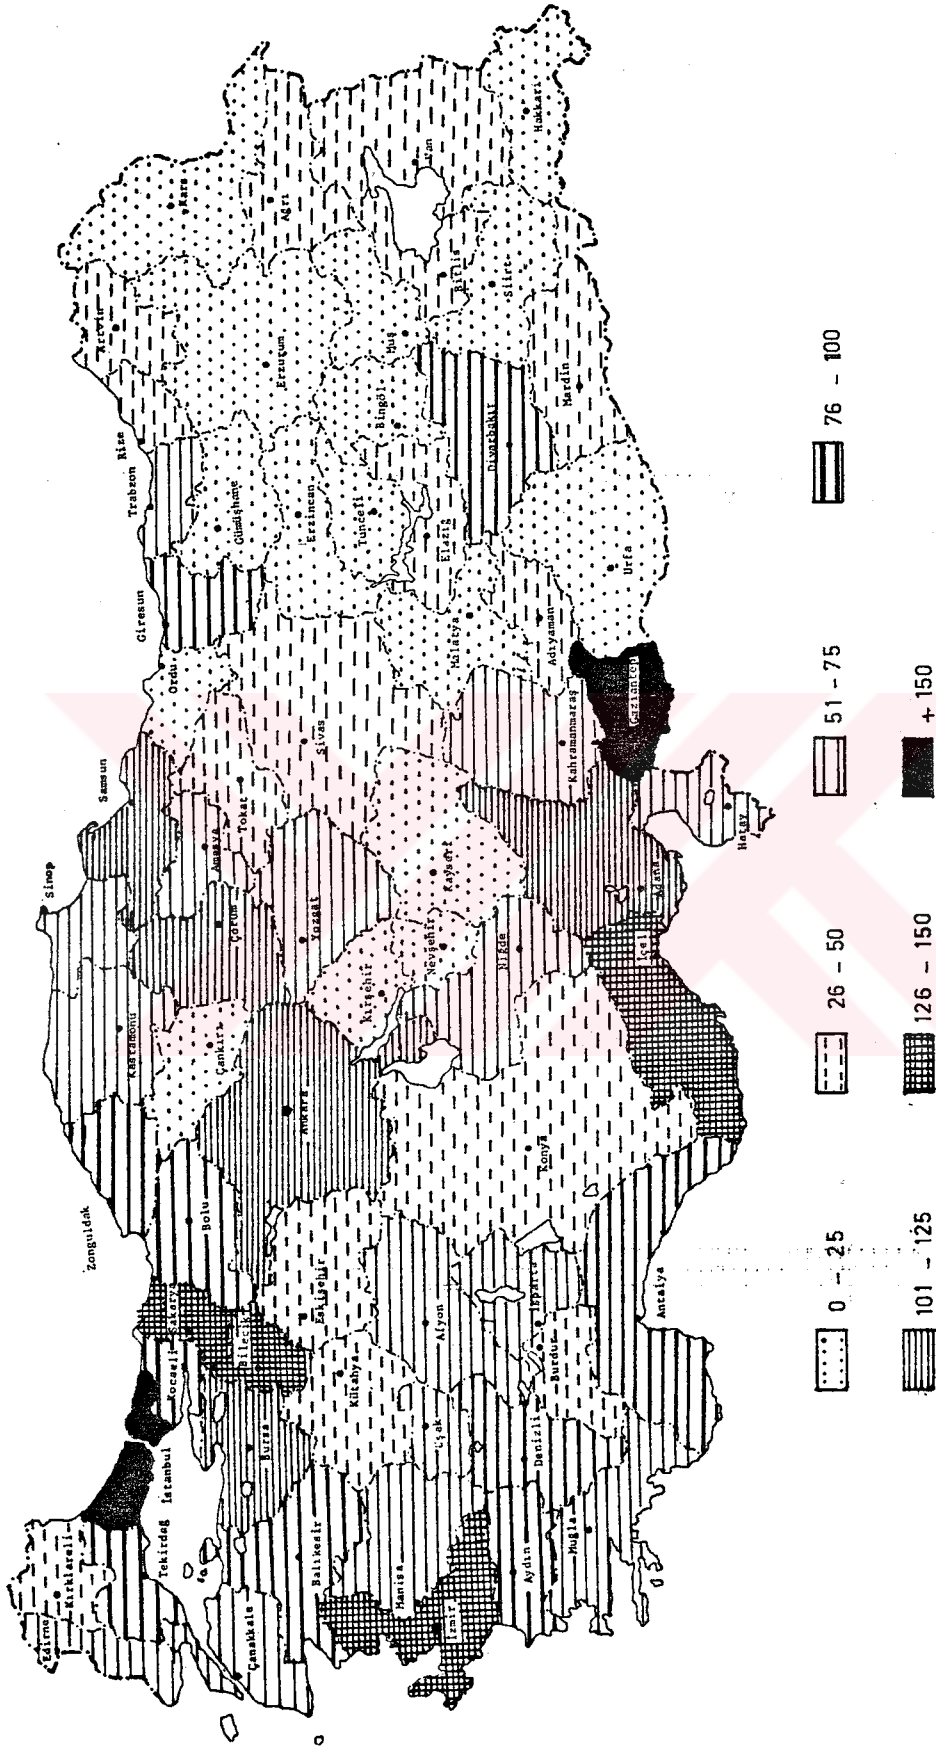 Edirne
Kırklareli
Tekirdağ
İstanbul
Kocaeli
Sakarya
Zonguldak
Kastamonu
Sinop
Samsun
Ordu
Giresun
Trabzon
Rize
Artvin
Kars
Çanakkale
Balıkesir
Bursa
Bilecik
Bolu
Çankırı
Çorum
Amasya
Tokat
Gümüşhane
Erzurum
Ağrı
Kütahya
Eskişehir
Ankara
Yozgat
Sivas
Erzincan
Tunceli
Bingöl
Muş
Van
Manisa
İzmir
Uşak
Afyon
Kırşehir
Nevşehir
Kayseri
Malatya
Elazığ
Bitlis
Siirt
Hakkari
Aydın
Denizli
Burdur
Isparta
Konya
Niğde
Kahramanmaraş
Adıyaman
Diyarbakır
Mardin
Muğla
Antalya
İçel
Adana
Hatay
Gaziantep
Urfa
0 - 25
26 - 50
51 - 75
76 - 100
101 - 125
126 - 150
+ 150